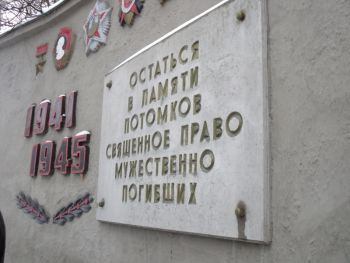 1941
1945
ОСТАТЬСЯ
В ПАМЯТИ
ПОТОМКОВ
СВЯЩЕННОЕ ПРАВО
МУЖЕСТВЕННО
ПОГИБШИХ